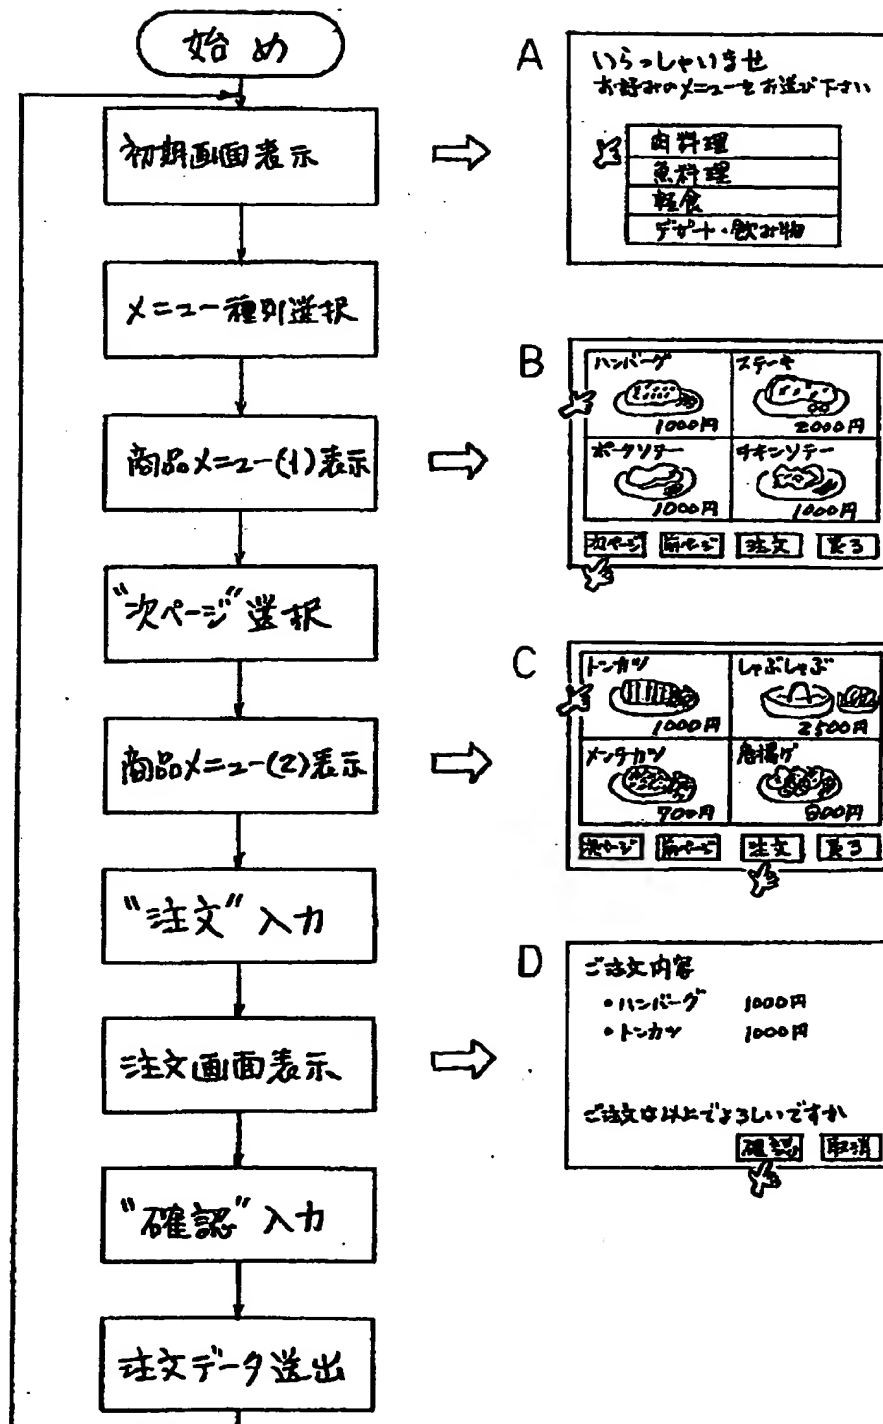 始め
初期画面表示
メニュー種別選択
商品メニュー(1)表示
"次ページ"選択
商品メニュー(2)表示
"注文"入力
注文画面表示
"確認"入力
注文データ送出
A
いらっしゃいませ
お好みのメニューをお選び下さい
肉料理
魚料理
軽食
デザート・飲み物
B
ハンバーグ ステーキ
1000円 2000円
ポークソテー チキンソテー
1000円 1000円
次ページ 前ページ 注文 戻る
C
トンカツ しゃぶしゃぶ
1000円 2500円
メンチカツ 唐揚げ
700円 800円
次ページ 前ページ 注文 戻る
D
ご注文内容
・ハンバーグ 1000円
・トンカツ 1000円
ご注文は以上でよろしいですか
確認 取消